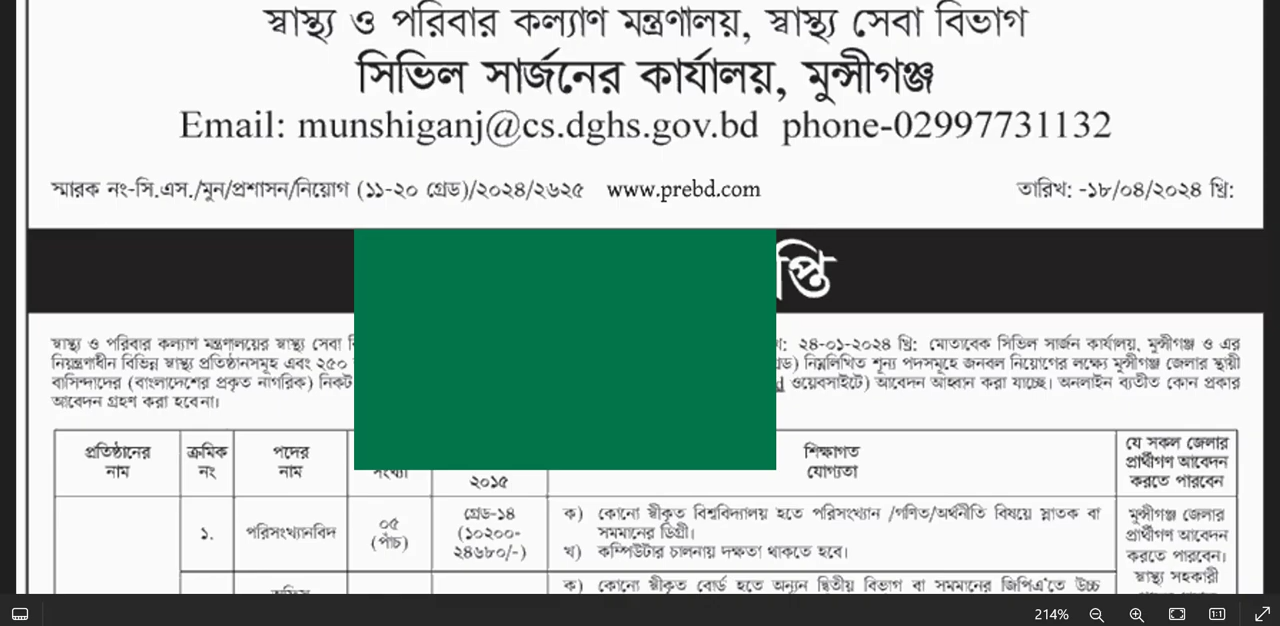 স্বাস্থ্য ও পরিবার কল্যাণ মন্ত্রণালয়, স্বাস্থ্য সেবা বিভাগ
সিভিল সার্জনের কার্যালয়, মুন্সীগঞ্জ
Email: munshiganj@cs.dghs.gov.bd phone-02997731132
স্মারক নং-সি.এস./মুন/প্রশাসন/নিয়োগ (১১-২০ গ্রেড)/২০২৪/২৬২৫ www.prebd.com তারিখ: -১৮/০৪/২০২৪ খ্রি:
প্তি
স্বাস্থ্য ও পরিবার কল্যাণ মন্ত্রণালয়ের স্বাস্থ্য সেবা ২৪-০১-২০২৪ খ্রি: মোতাবেক সিভিল সার্জন কার্যালয়, মুন্সীগঞ্জ ও এর
নিয়ন্ত্রণাধীন বিভিন্ন স্বাস্থ্য প্রতিষ্ঠানসমূহ এবং ২৫০ নিম্নলিখিত শূন্য পদসমূহে জনবল নিয়োগের লক্ষ্যে মুন্সীগঞ্জ জেলার স্থায়ী
বাসিন্দাদের (বাংলাদেশের প্রকৃত নাগরিক) নিকট ওয়েবসাইটে) আবেদন আহ্বান করা যাচ্ছে। অনলাইন ব্যতীত কোন প্রকার
আবেদন গ্রহণ করা হবেনা।
প্রতিষ্ঠানের নাম
ক্রমিক নং
পদের নাম
সংখ্যা
২০১৫
শিক্ষাগত যোগ্যতা
যে সকল জেলার
প্রার্থীগণ আবেদন
করতে পারবেন
১.
পরিসংখ্যানবিদ
০৫
(পাঁচ)
গ্রেড-১৪
(১০২০০-
২৪৬৮০/-)
ক) কোনো স্বীকৃত বিশ্ববিদ্যালয় হতে পরিসংখ্যান /গণিত/অর্থনীতি বিষয়ে স্নাতক বা
সমমানের ডিগ্রী।
খ) কম্পিউটার চালনায় দক্ষতা থাকতে হবে।
মুন্সীগঞ্জ জেলার
প্রার্থীগণ আবেদন
করতে পারবেন।
স্বাস্থ্য সহকারী
ক) কোনো স্বীকৃত বোর্ড হতে অন্যূন দ্বিতীয় বিভাগ বা সমমানের জিপিএ'তে উচ্চ
214%